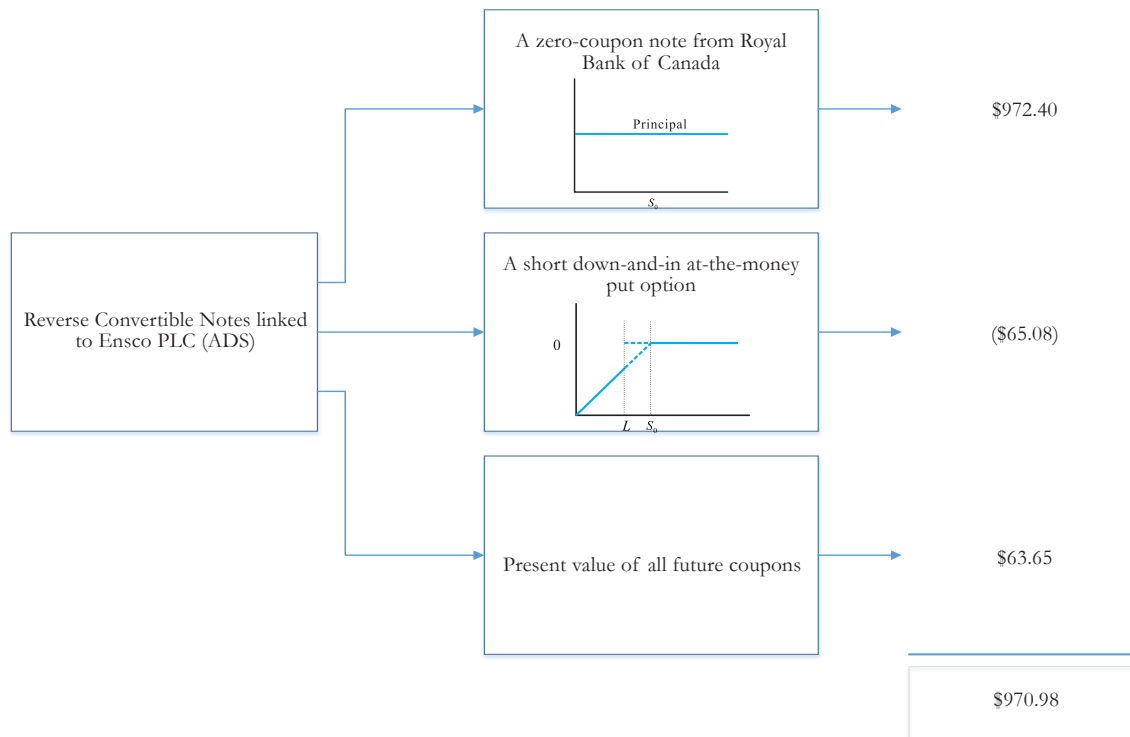 A zero-coupon note from Royal
Bank of Canada
Principal
S₀
$972.40
Reverse Convertible Notes linked
to Ensco PLC (ADS)
A short down-and-in at-the-money
put option
0
L S₀
($65.08)
Present value of all future coupons
$63.65
$970.98